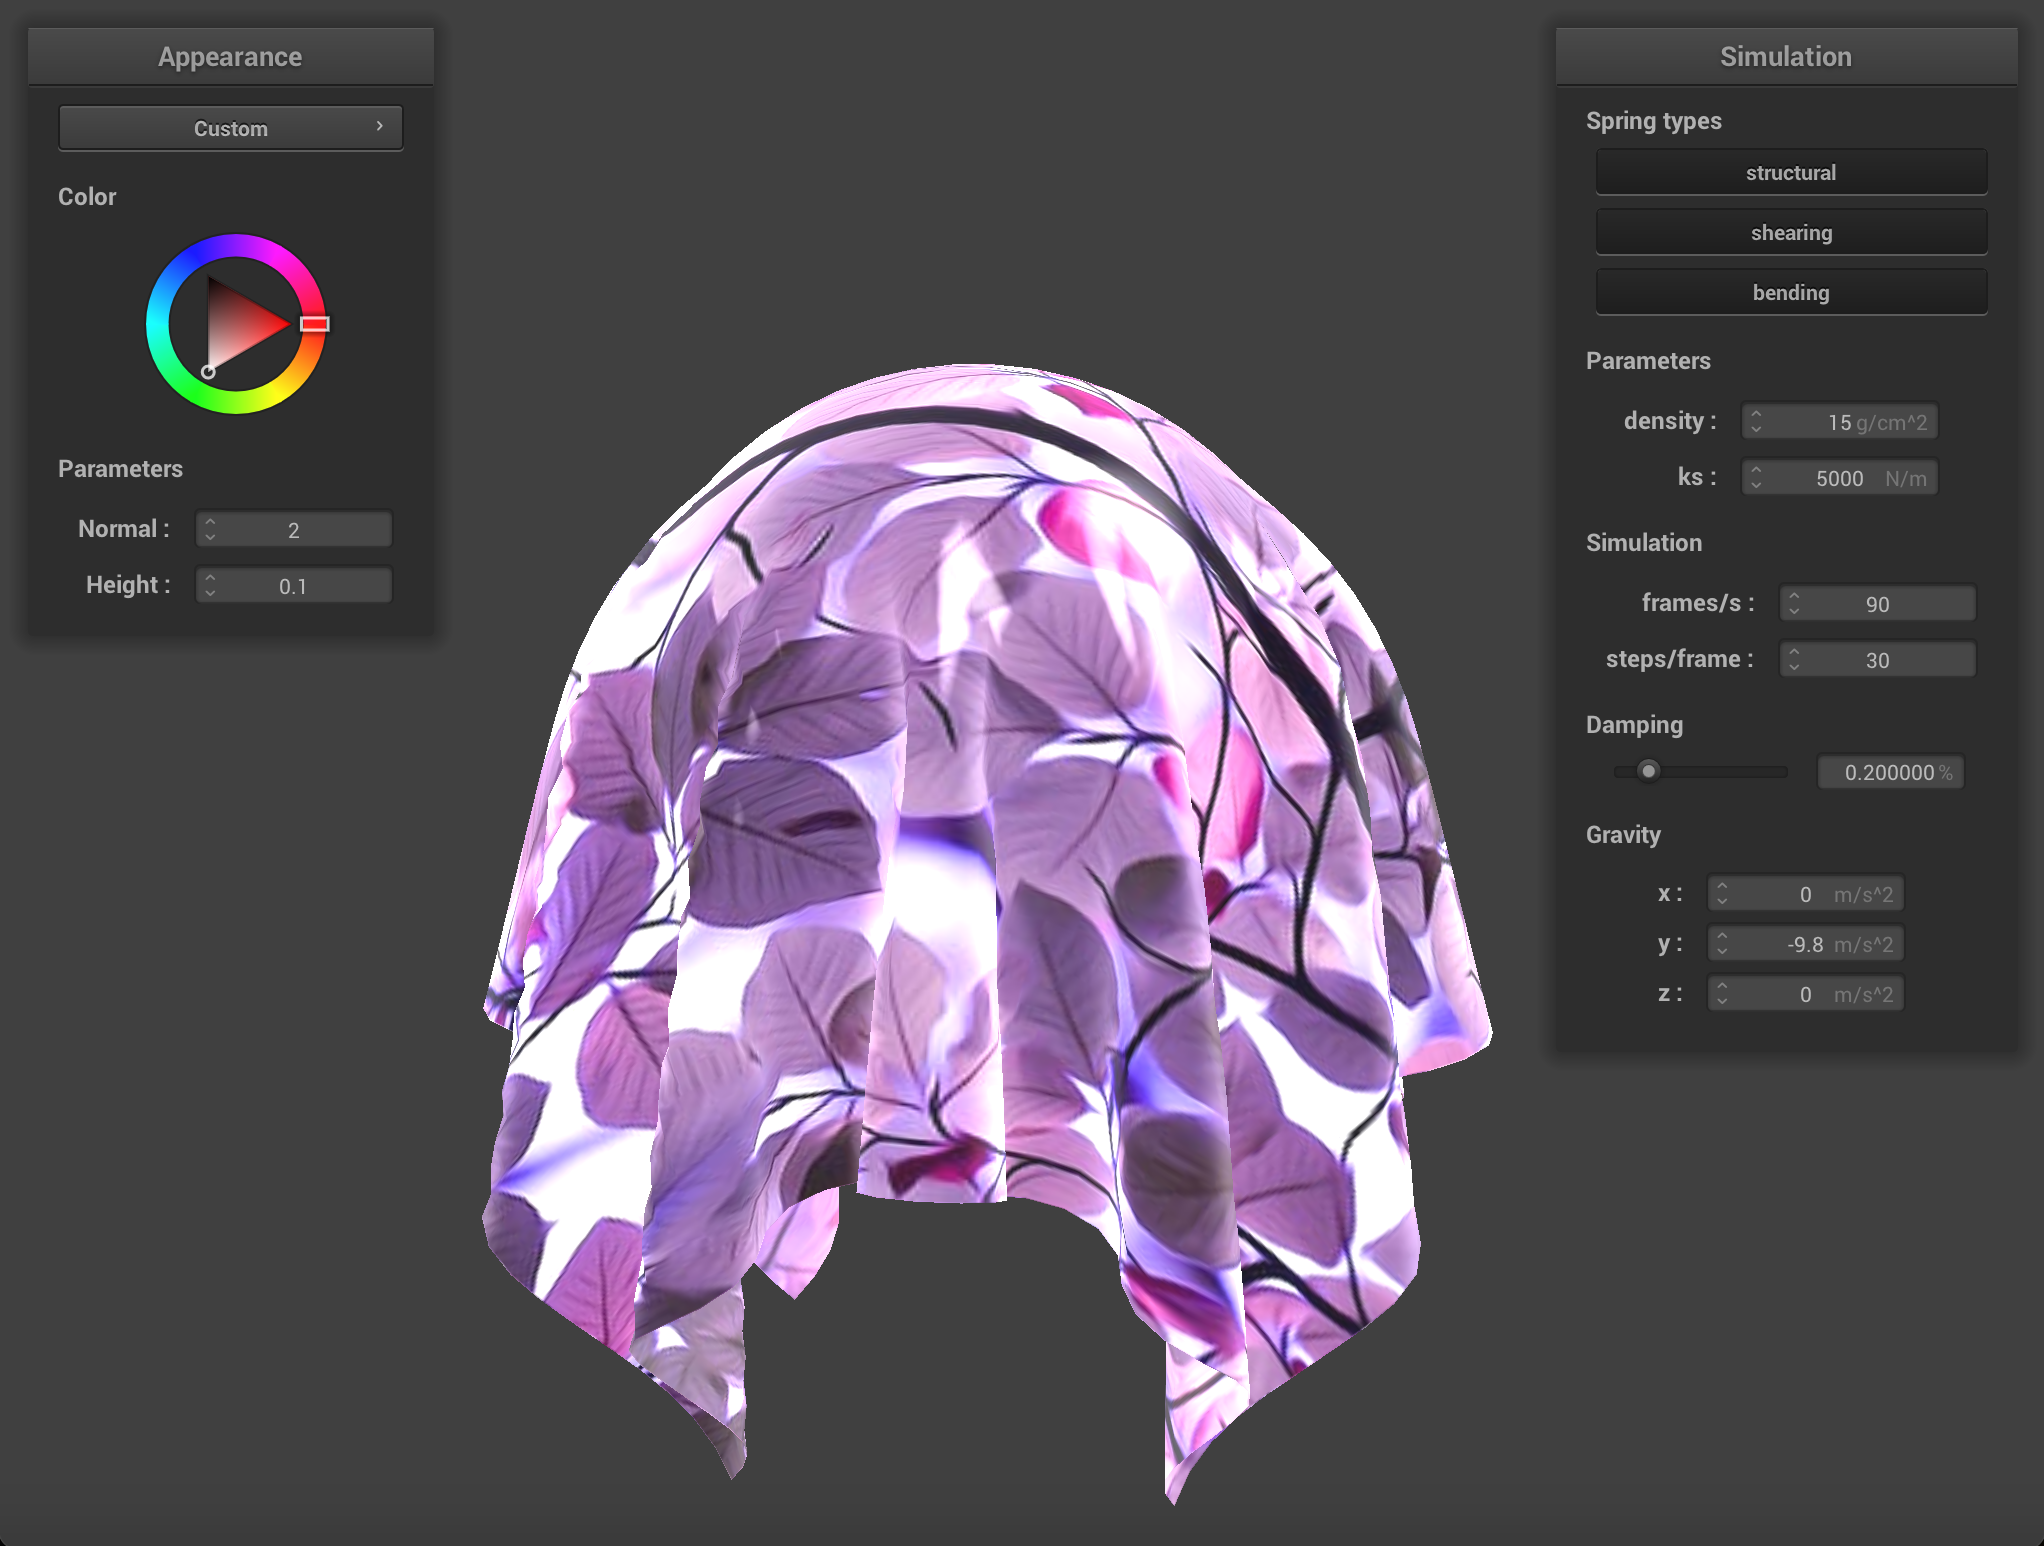 Appearance
Custom
Color
Parameters
Normal : 2
Height : 0.1
Simulation
Spring types
structural
shearing
bending
Parameters
density : 15 g/cm^2
ks : 5000 N/m
Simulation
frames/s : 90
steps/frame : 30
Damping
0.200000 %
Gravity
x : 0 m/s^2
y : -9.8 m/s^2
z : 0 m/s^2